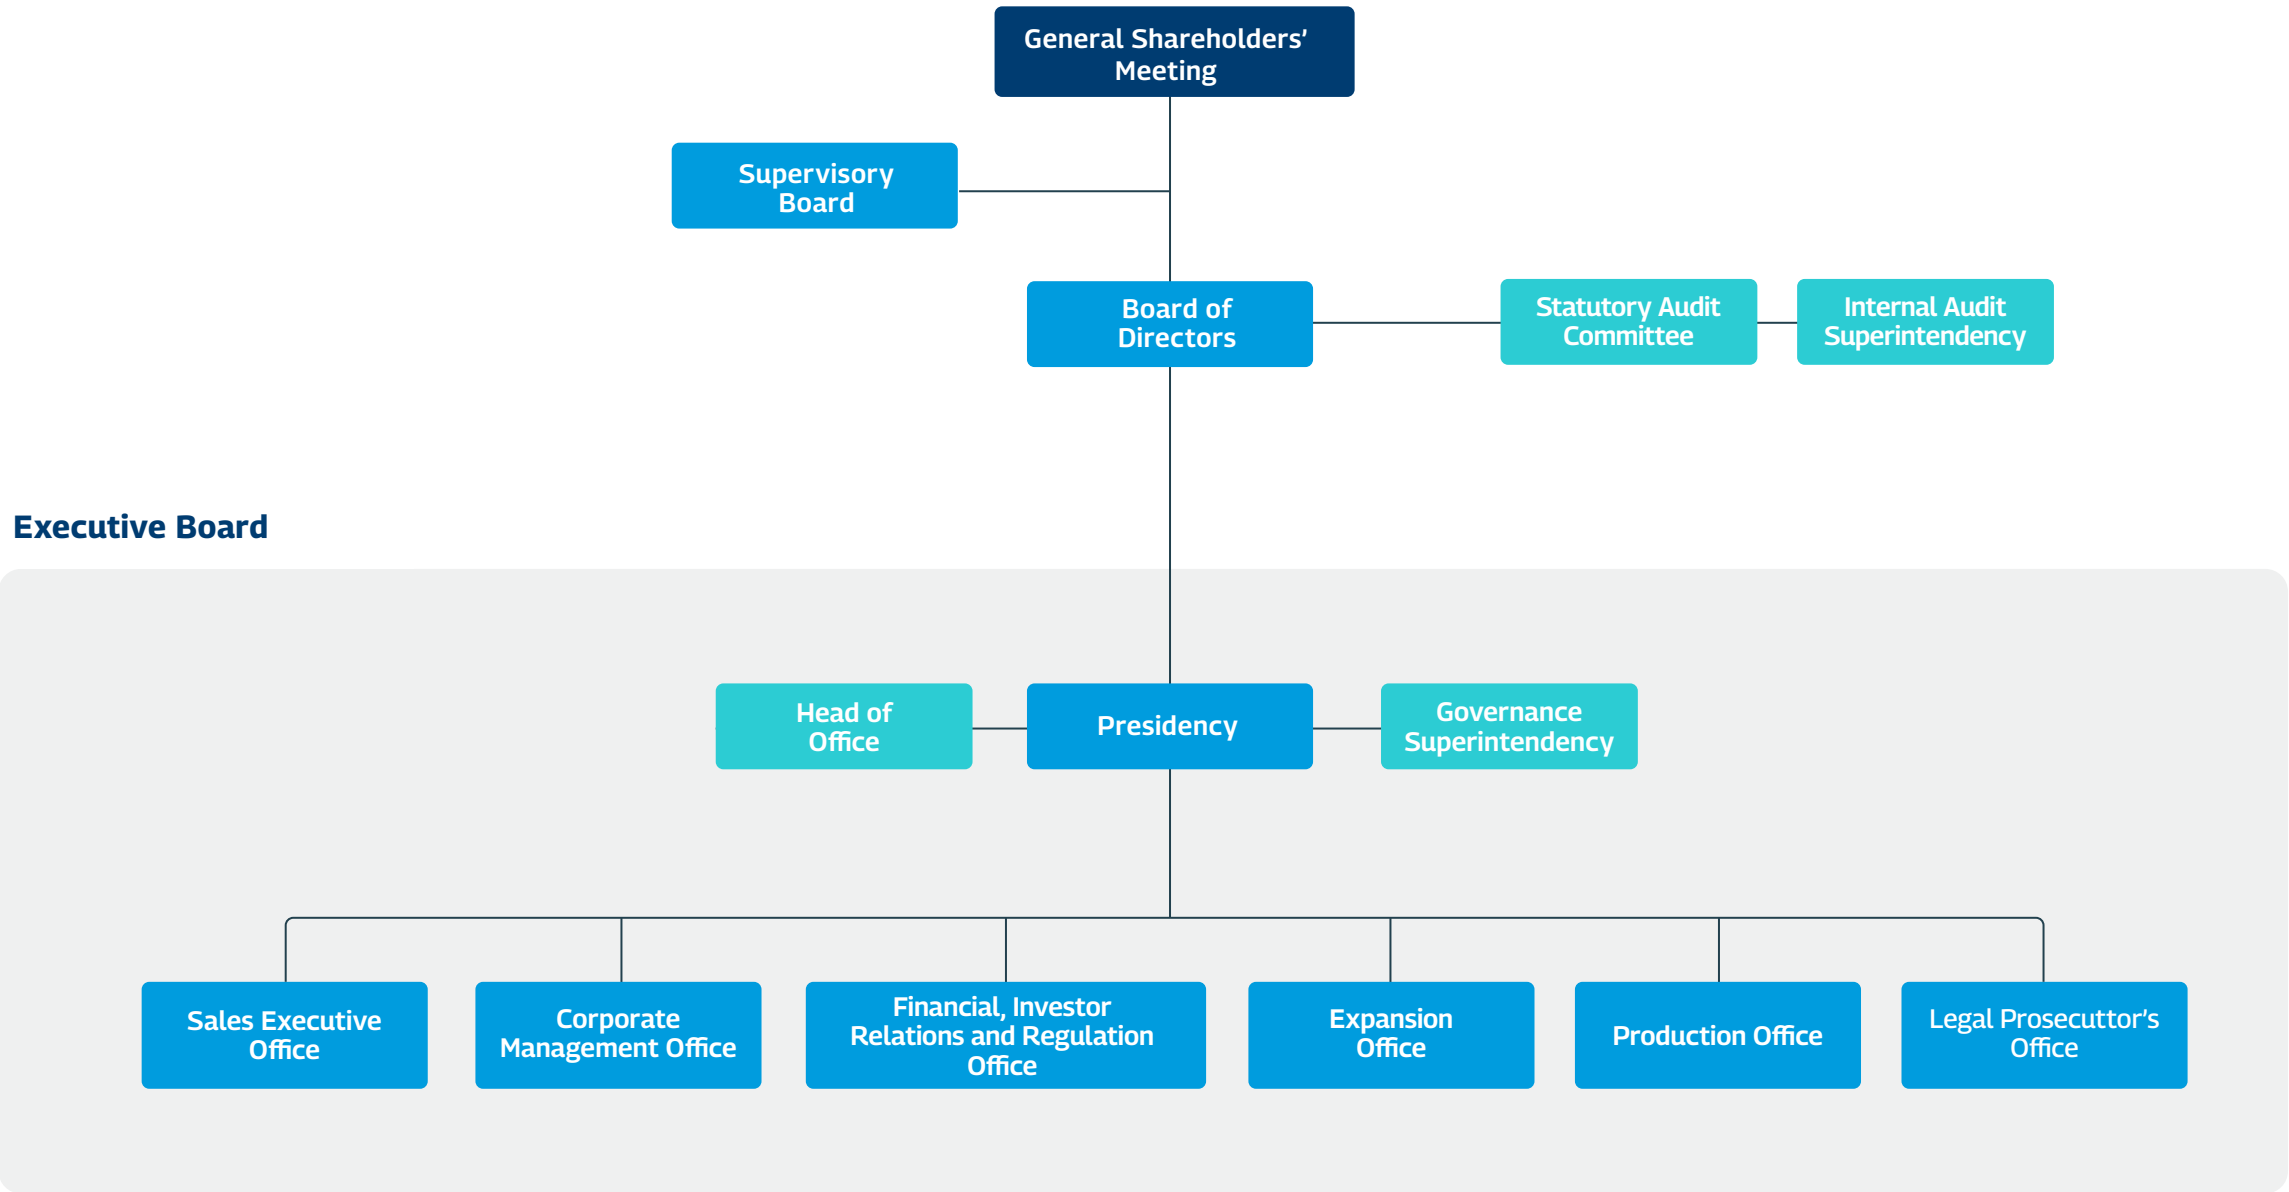 General Shareholders’
Meeting
Supervisory
Board
Board of
Directors
Statutory Audit
Committee
Internal Audit
Superintendency
Executive Board
Head of
Office
Presidency
Governance
Superintendency
Sales Executive
Office
Corporate
Management Office
Financial, Investor
Relations and Regulation
Office
Expansion
Office
Production Office
Legal Prosecuttor’s
Office